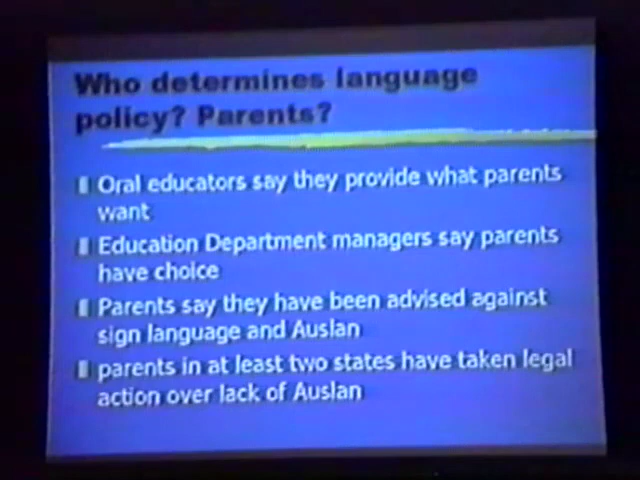 Who determines language
policy? Parents?
Oral educators say they provide what parents
want
Education Department managers say parents
have choice
Parents say they have been advised against
sign language and Auslan
parents in at least two states have taken legal
action over lack of Auslan